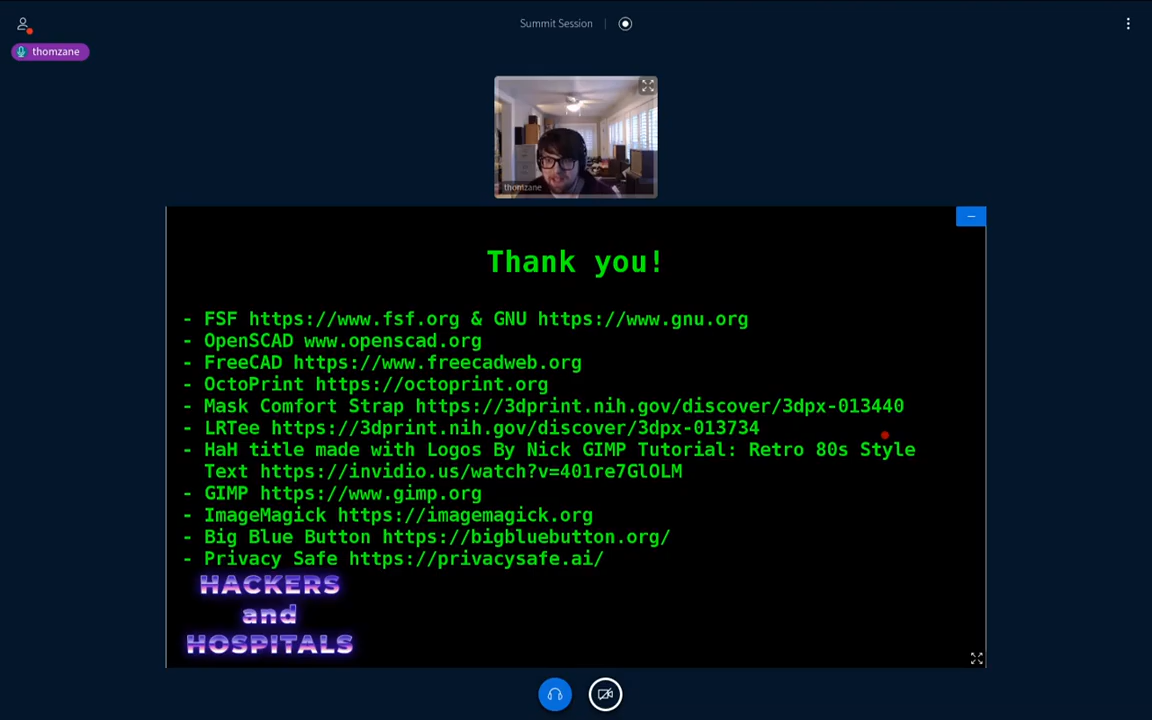 Summit Session
thomzane
thomzane
Thank you!
- FSF https://www.fsf.org & GNU https://www.gnu.org
- OpenSCAD www.openscad.org
- FreeCAD https://www.freecadweb.org
- OctoPrint https://octoprint.org
- Mask Comfort Strap https://3dprint.nih.gov/discover/3dpx-013440
- LRTee https://3dprint.nih.gov/discover/3dpx-013734
- HaH title made with Logos By Nick GIMP Tutorial: Retro 80s Style
Text https://invidio.us/watch?v=401re7GlOLM
- GIMP https://www.gimp.org
- ImageMagick https://imagemagick.org
- Big Blue Button https://bigbluebutton.org/
- Privacy Safe https://privacysafe.ai/
HACKERS
and
HOSPITALS